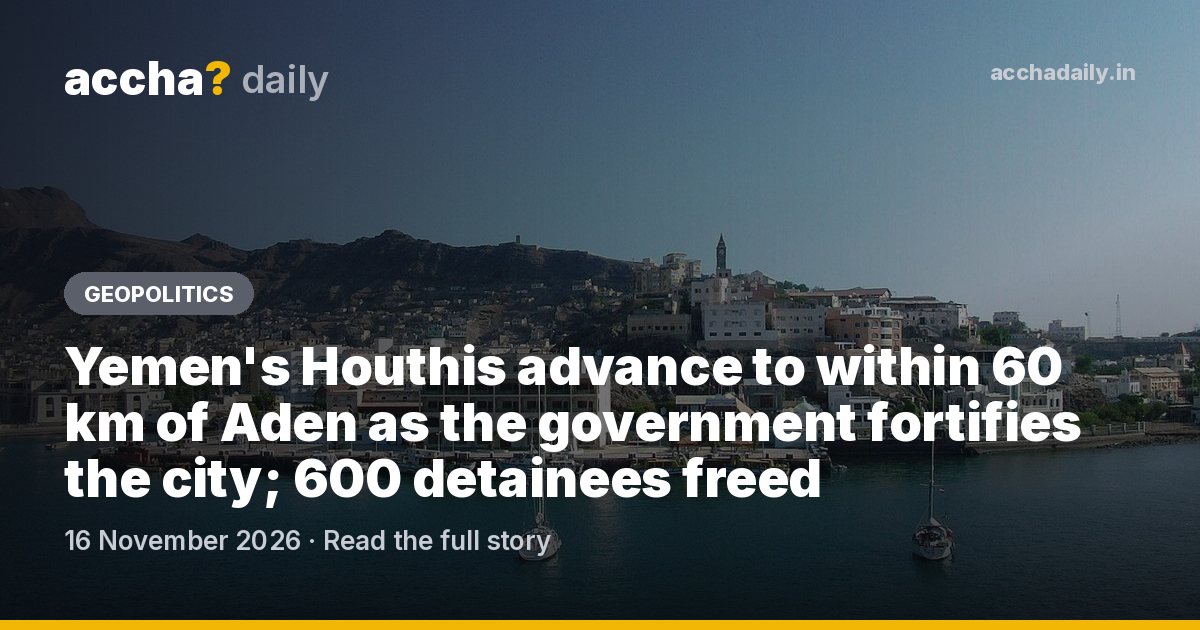 accha? daily
acchadaily.in
GEOPOLITICS
Yemen's Houthis advance to within 60
km of Aden as the government fortifies
the city; 600 detainees freed
16 November 2026 · Read the full story